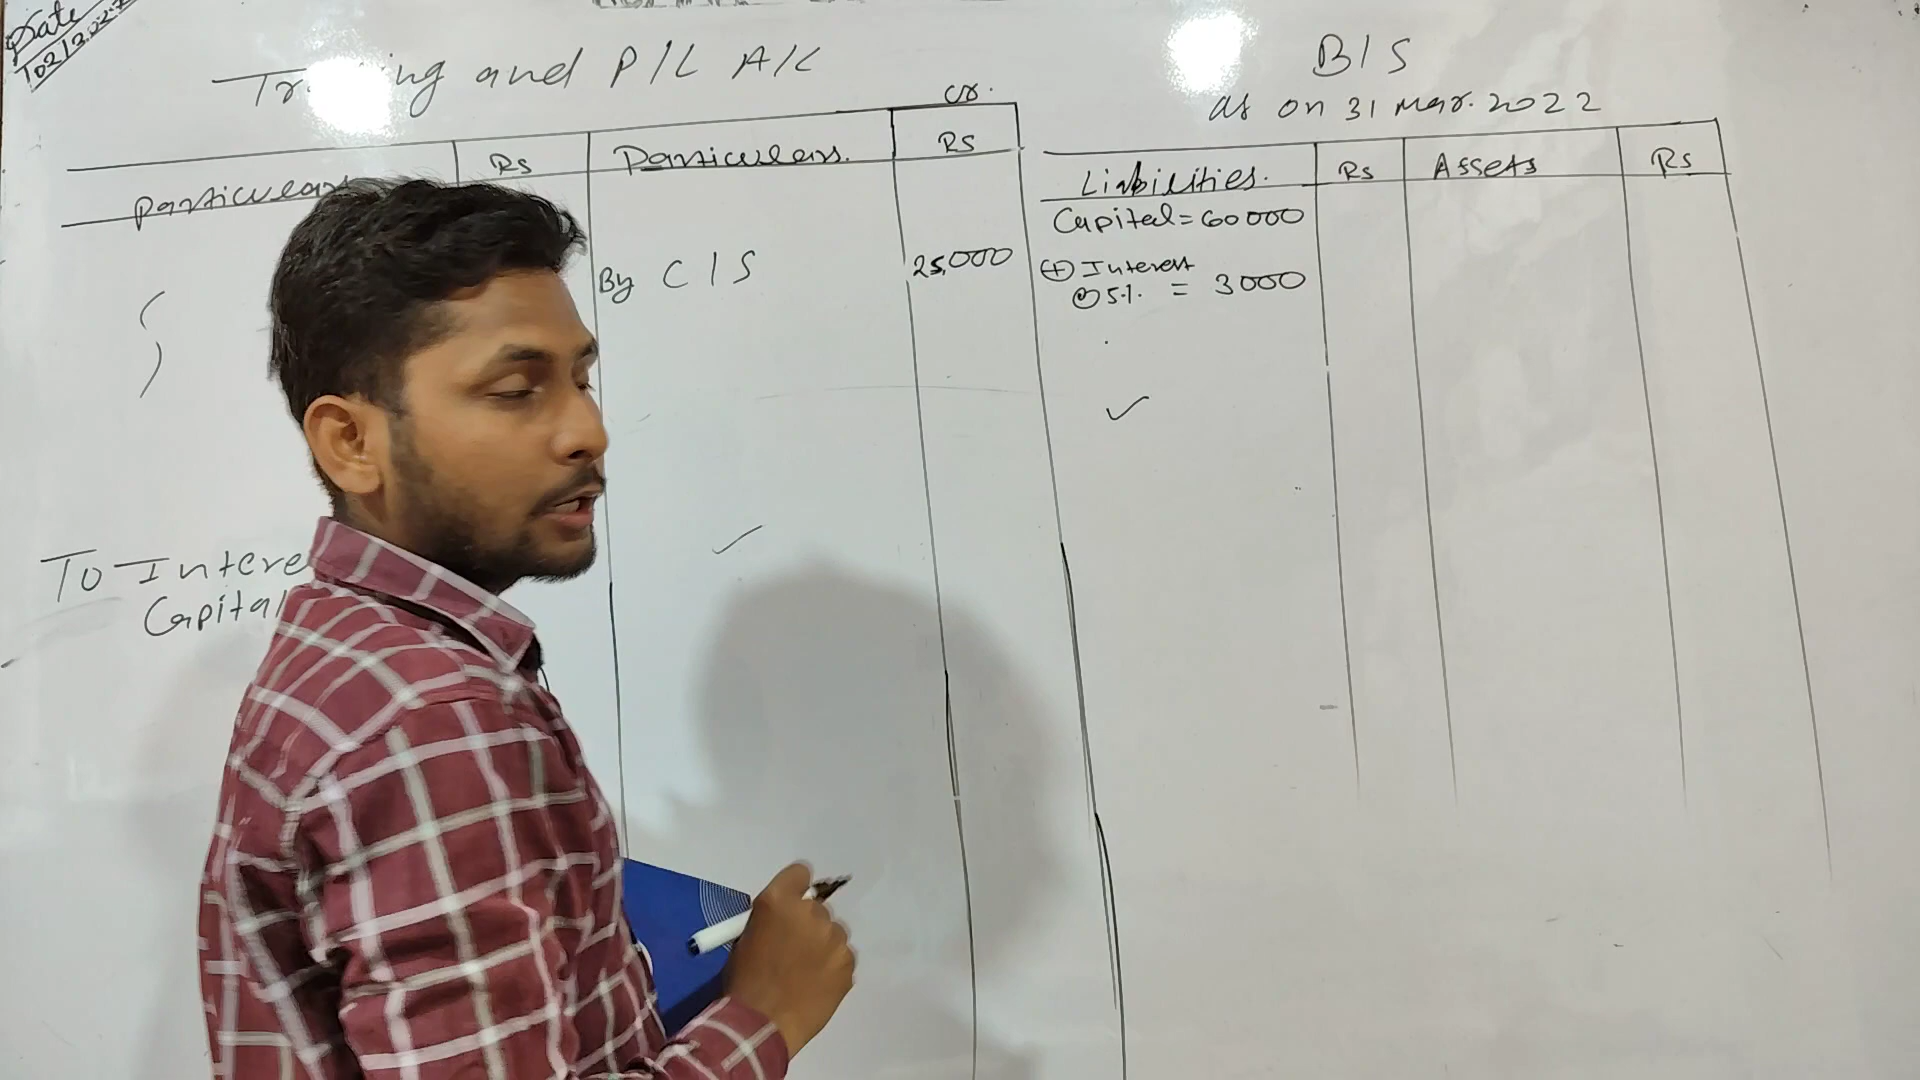 Date
Trading and P/L A/C
cr.
Particulars
Rs
Particulars.
Rs
By C/S
25,000
To Intere
Capital
B/S
as on 31 Mar. 2022
Liabilities.
Rs
Assets
Rs
Capital = 60000
(+) Interest
@ 5% = 3000